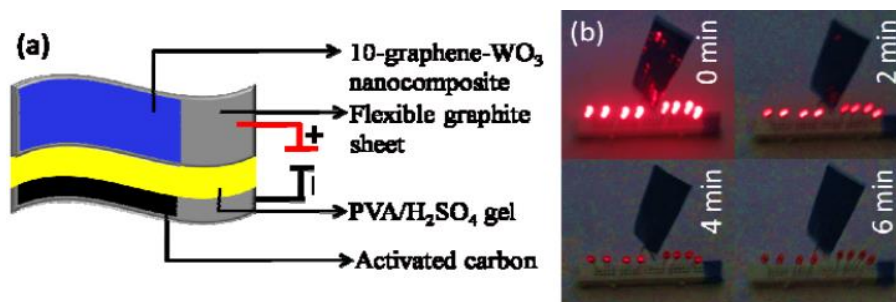 (a)
10-graphene-WO₃
nanocomposite
Flexible graphite
sheet
+
PVA/H₂SO₄ gel
Activated carbon
(b)
0 min
2 min
4 min
6 min